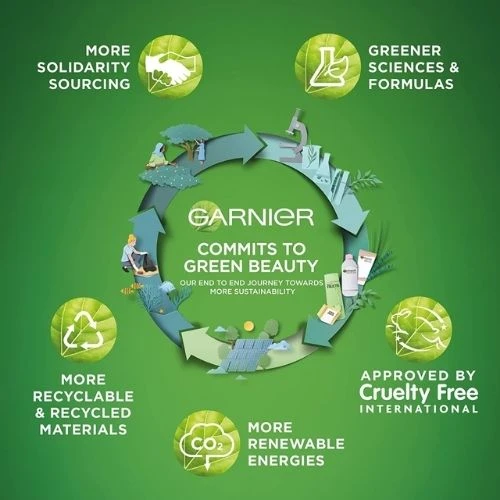 MORE
SOLIDARITY
SOURCING
GREENER
SCIENCES &
FORMULAS
GARNIER
COMMITS TO
GREEN BEAUTY
OUR END TO END JOURNEY TOWARDS
MORE SUSTAINABILITY
MORE
RECYCLABLE
& RECYCLED
MATERIALS
APPROVED BY
Cruelty Free
INTERNATIONAL
CO2
MORE
RENEWABLE
ENERGIES